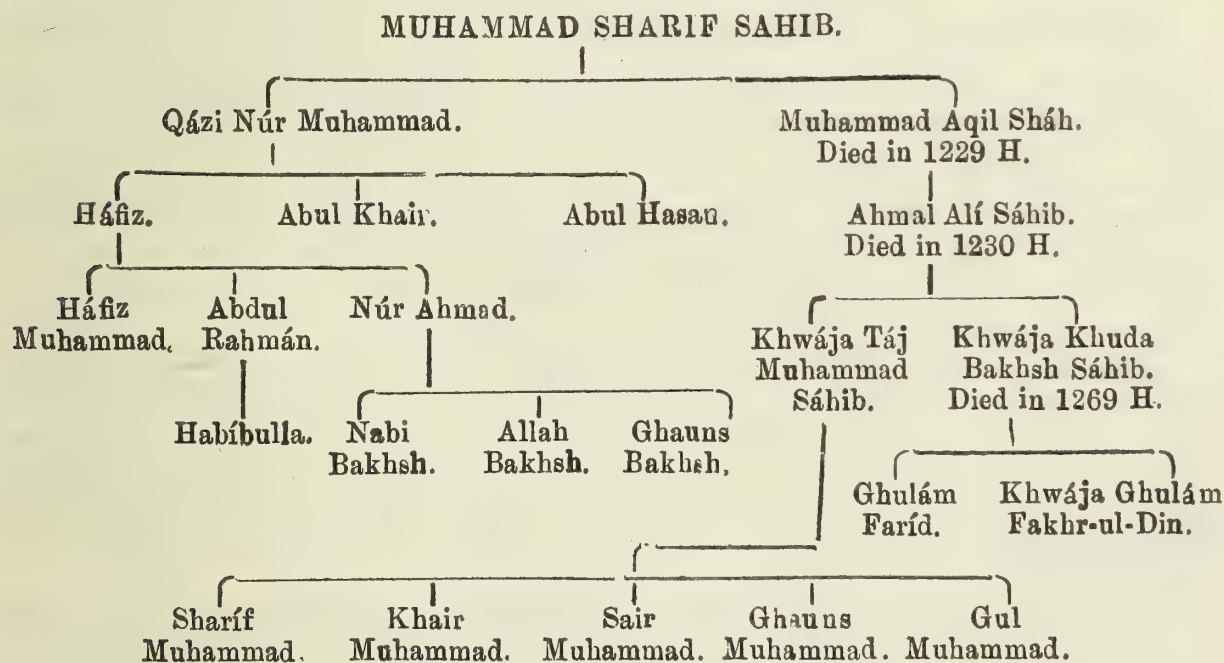 MUHAMMAD SHARIF SAHIB.
Qázi Núr Muhammad.
Muhammad Aqil Sháh.
Died in 1229 H.
Háfiz.
Abul Khair.
Abul Hasan.
Ahmal Alí Sáhib.
Died in 1230 H.
Háfiz
Muhammad.
Abdul
Rahmán.
Núr Ahmad.
Khwája Táj
Muhammad
Sáhib.
Khwája Khuda
Bakhsh Sáhib.
Died in 1269 H.
Habíbulla.
Nabi
Bakhsh.
Allah
Bakhsh.
Ghauns
Bakhsh.
Ghulám
Faríd.
Khwája Ghulám
Fakhr-ul-Din.
Sharíf
Muhammad.
Khair
Muhammad.
Sair
Muhammad.
Ghauns
Muhammad.
Gul
Muhammad.